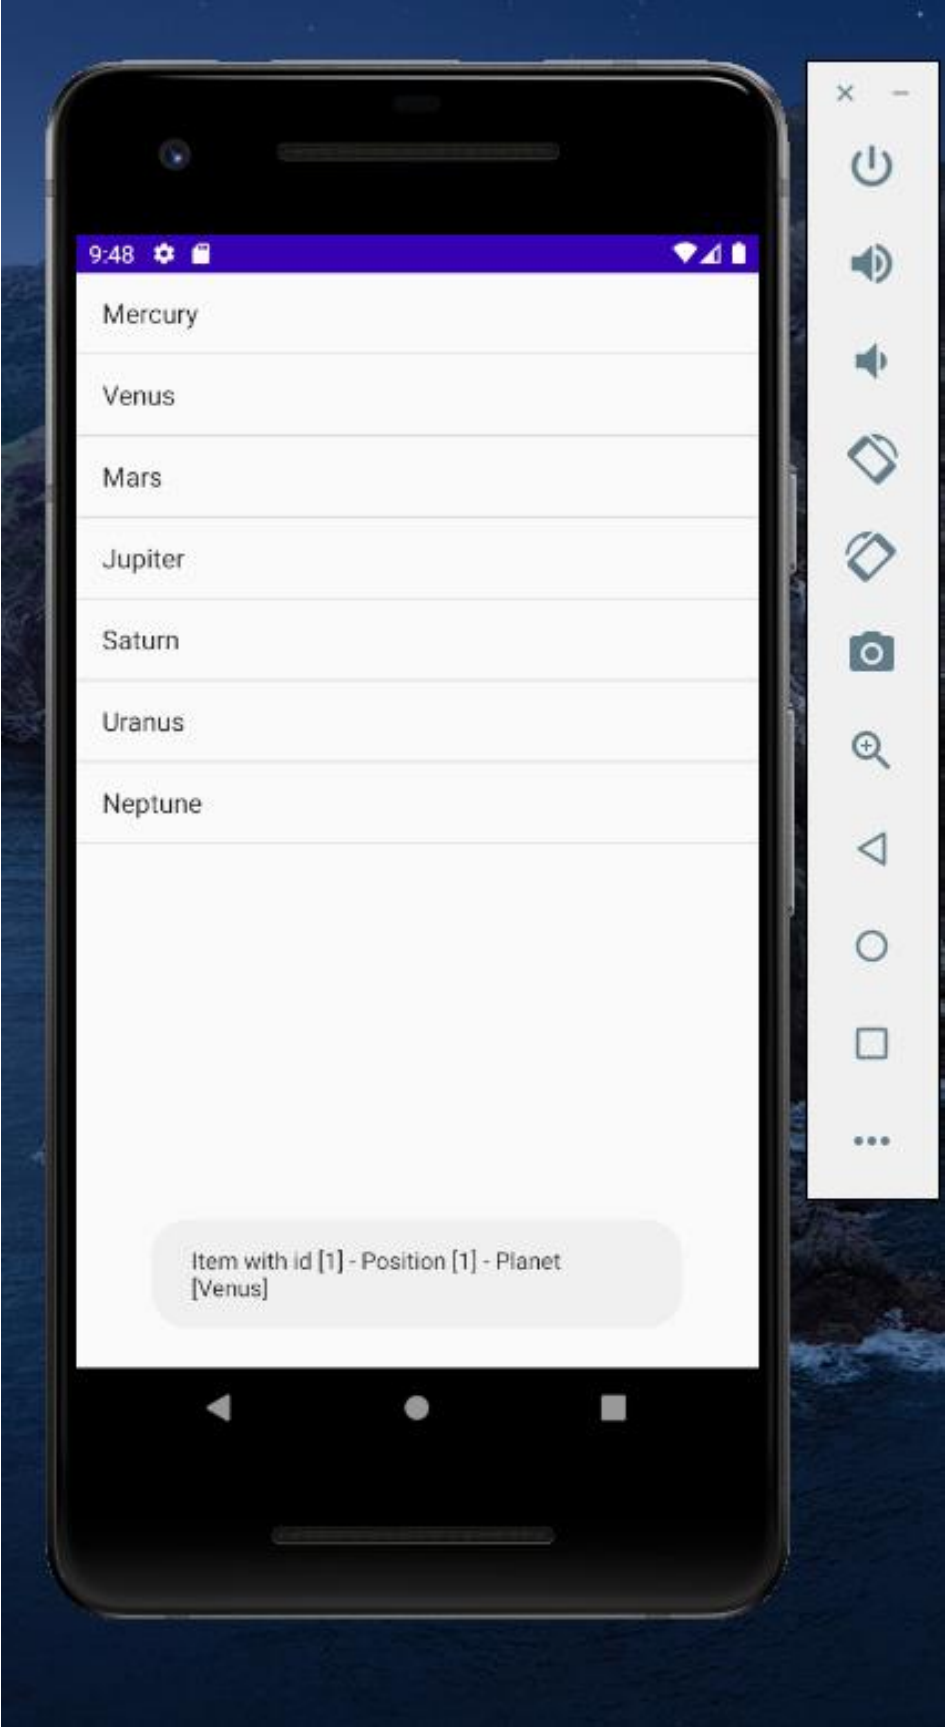 9:48
Mercury
Venus
Mars
Jupiter
Saturn
Uranus
Neptune
Item with id [1] - Position [1] - Planet
[Venus]